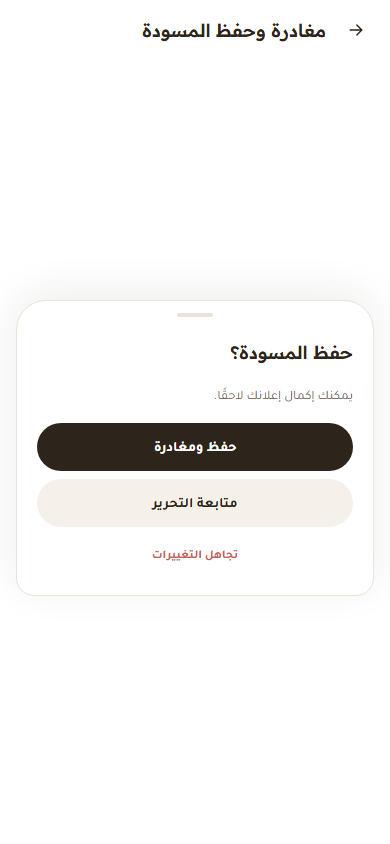 مغادرة وحفظ المسودة
حفظ المسودة؟
يمكنك إكمال إعلانك لاحقًا.
حفظ ومغادرة
متابعة التحرير
تجاهل التغييرات